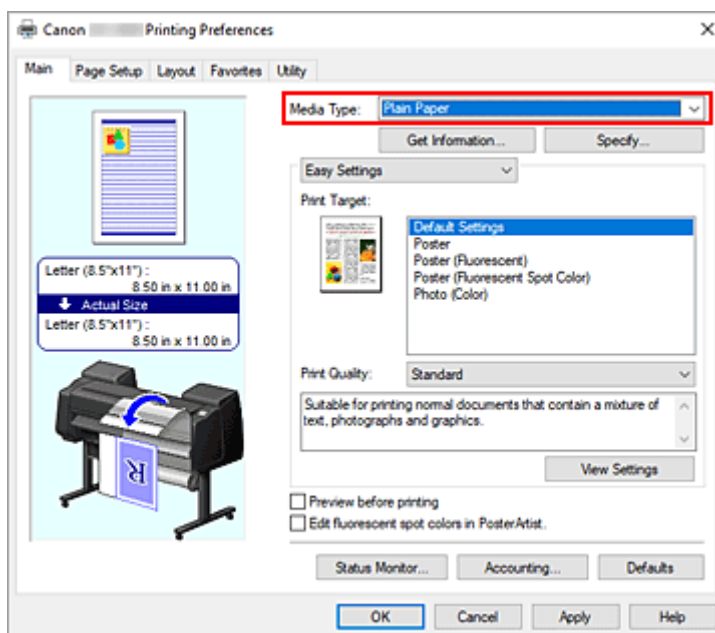 Canon Printing Preferences
Main Page Setup Layout Favorites Utility
Media Type: Plain Paper
Get Information... Specify...
Easy Settings
Print Target:
Default Settings
Poster
Poster (Fluorescent)
Poster (Fluorescent Spot Color)
Photo (Color)
Letter (8.5"x11") :
8.50 in x 11.00 in
Actual Size
Letter (8.5"x11") :
8.50 in x 11.00 in
Print Quality: Standard
Suitable for printing normal documents that contain a mixture of
text, photographs and graphics.
View Settings
Preview before printing
Edit fluorescent spot colors in PosterArtist.
Status Monitor... Accounting... Defaults
OK Cancel Apply Help
R